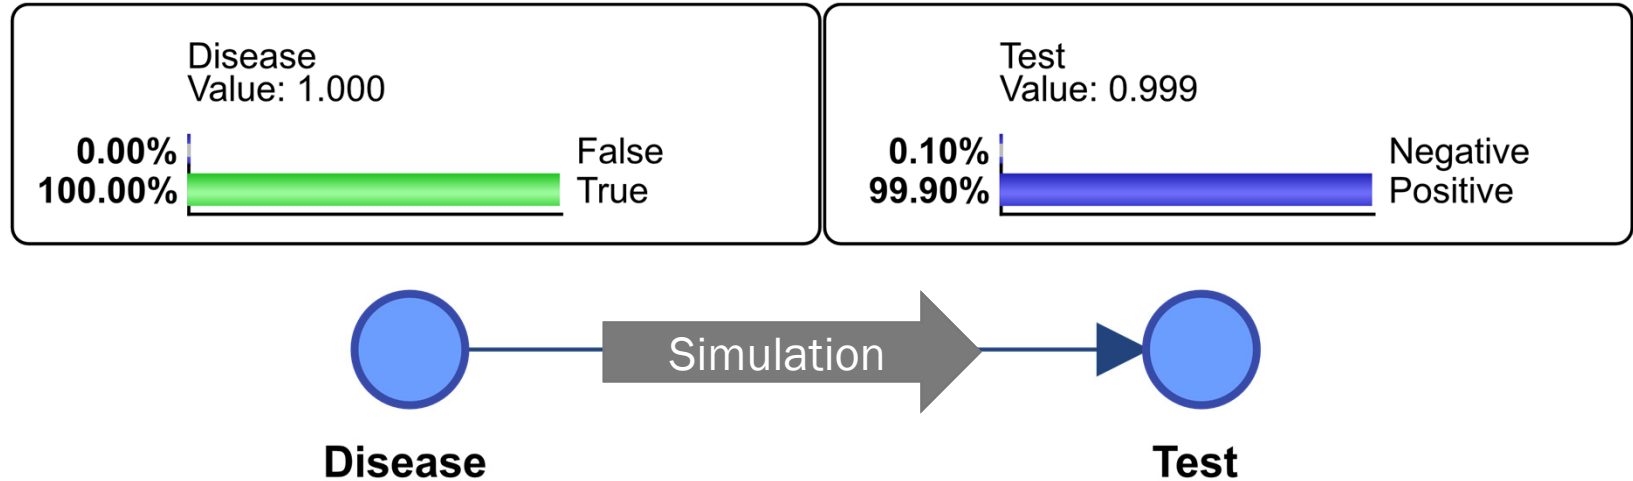 Disease
Value: 1.000
0.00% False
100.00% True
Test
Value: 0.999
0.10% Negative
99.90% Positive
Simulation
Disease
Test